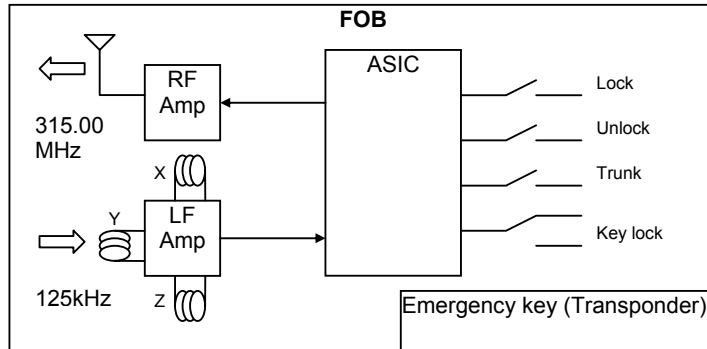 FOB
ASIC
RF
Amp
Lock
315.00
MHz
Unlock
X
Trunk
Y
LF
Amp
Key lock
Z
125kHz
Emergency key (Transponder)